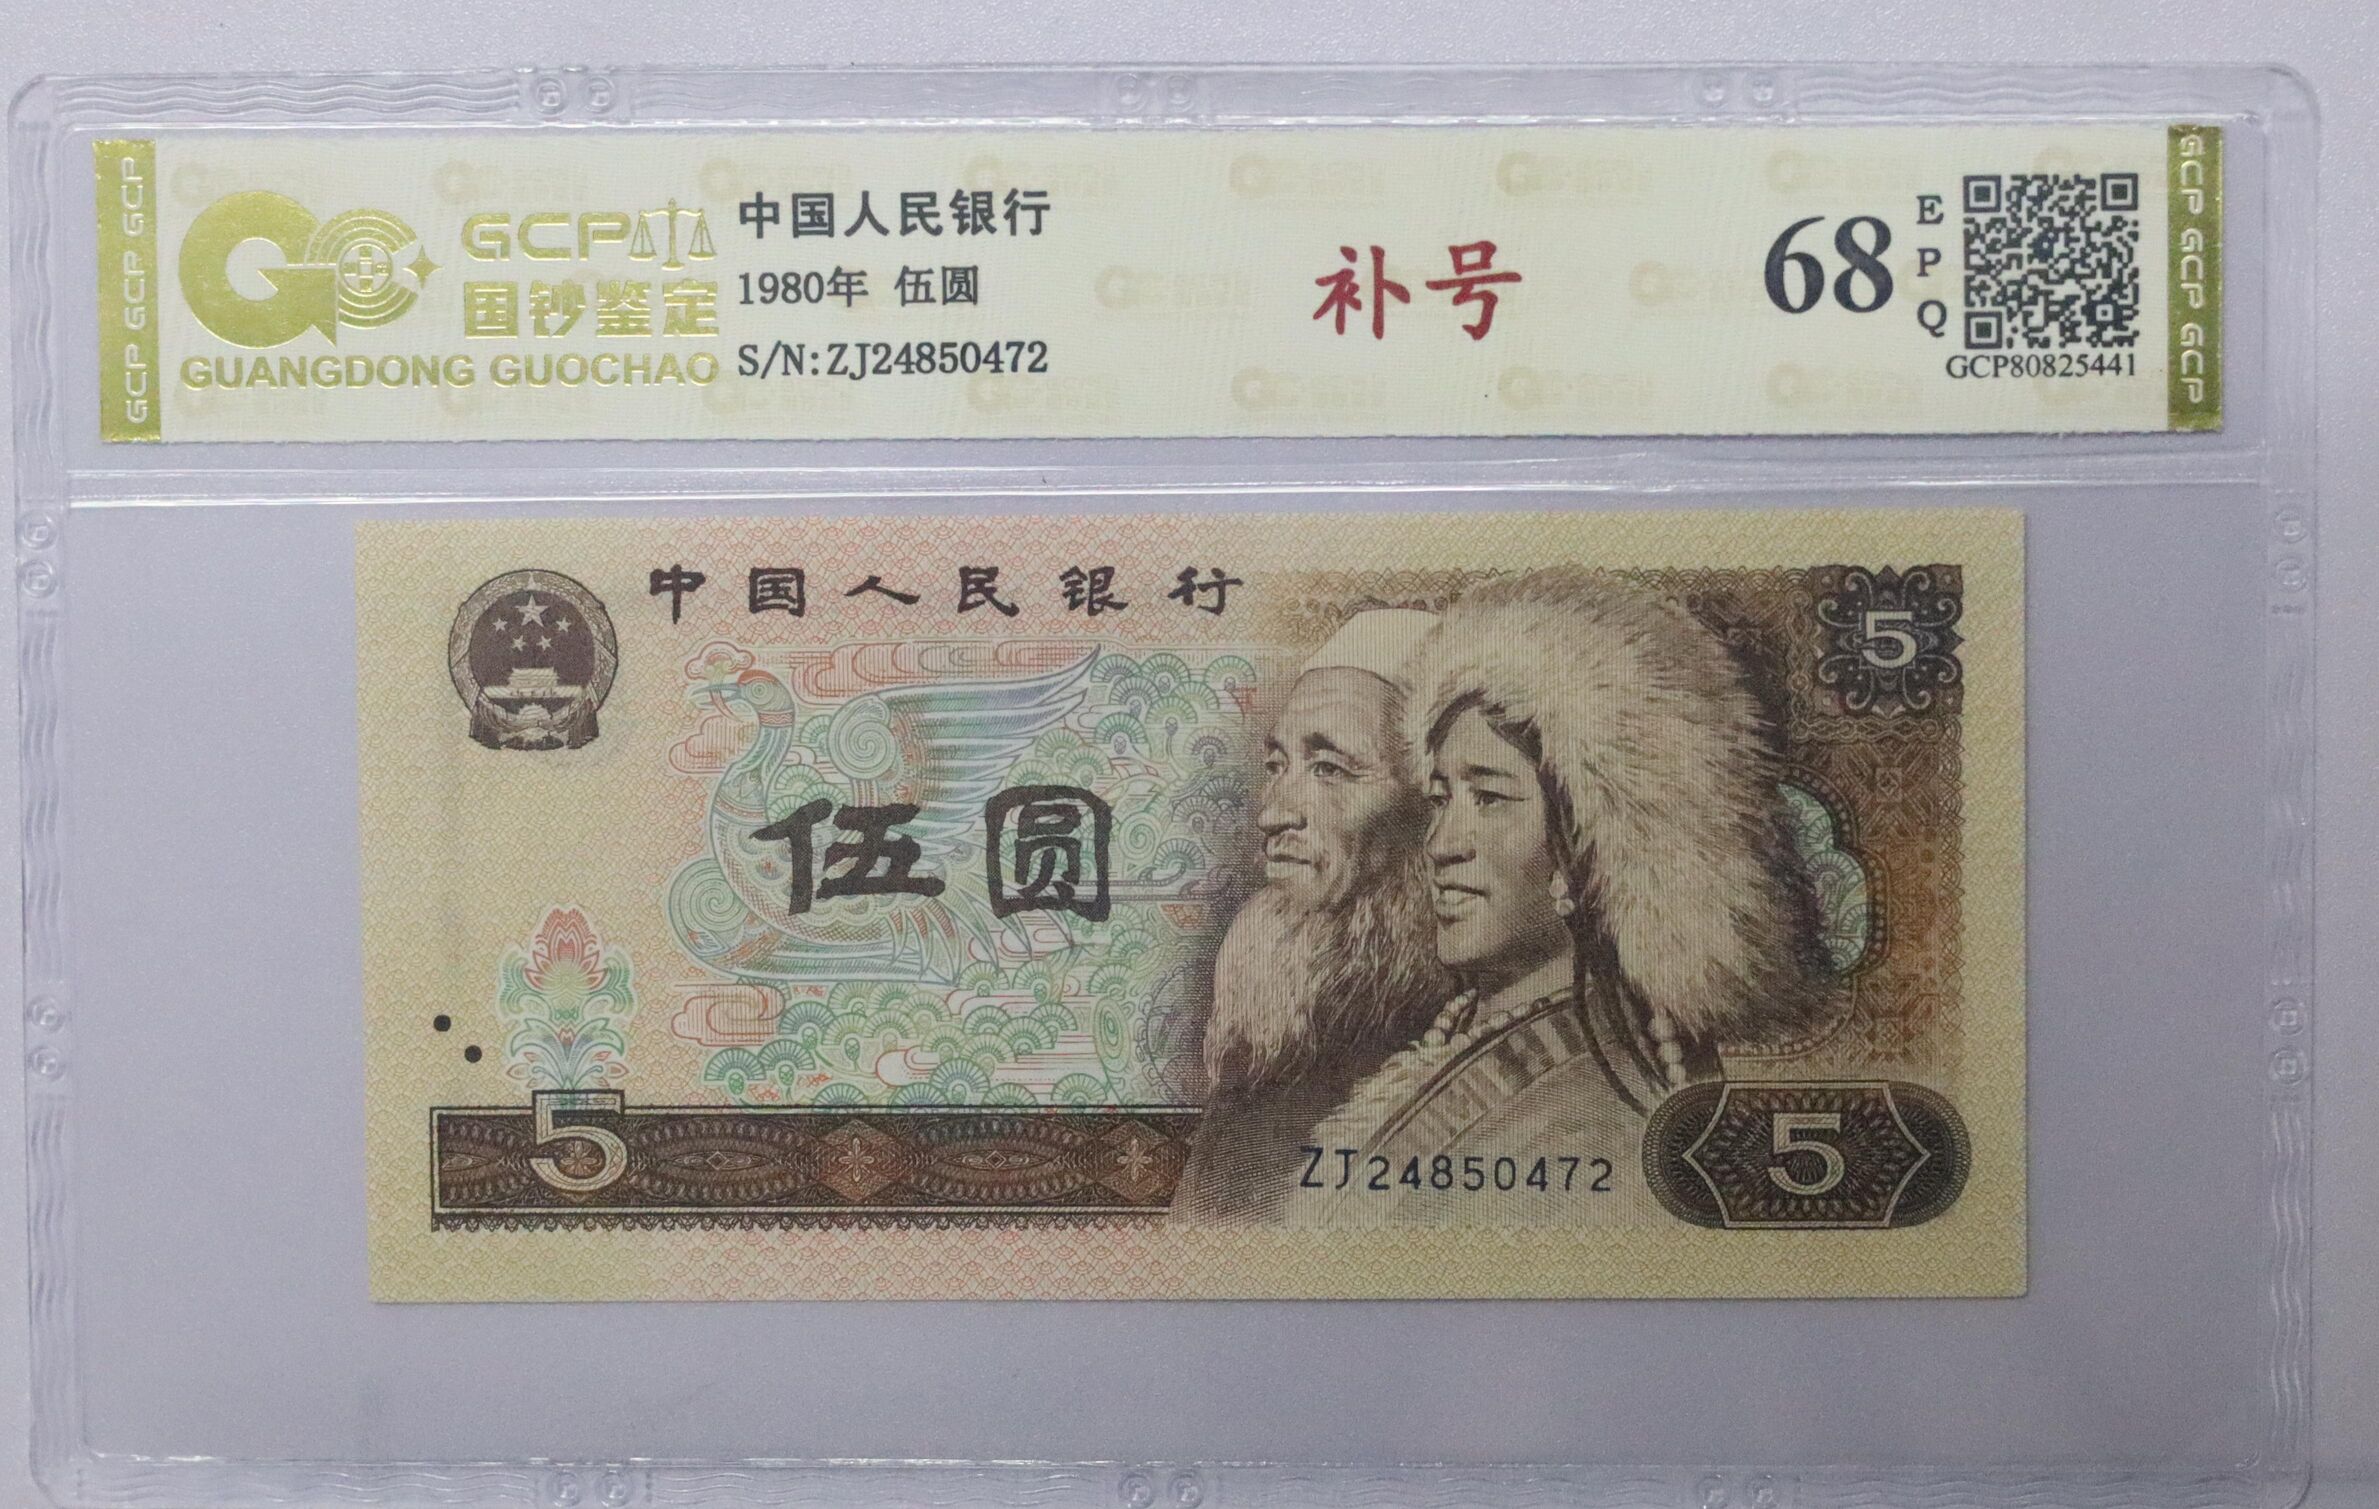 GCP GCP GCP
GCP
国钞鉴定
GUANGDONG GUOCHAO
中国人民银行
1980年 伍圆
S/N:ZJ24850472
补号
68
EPQ
GCP80825441
GCP GCP GCP
中国人民银行
5
伍圆
5
ZJ24850472
5